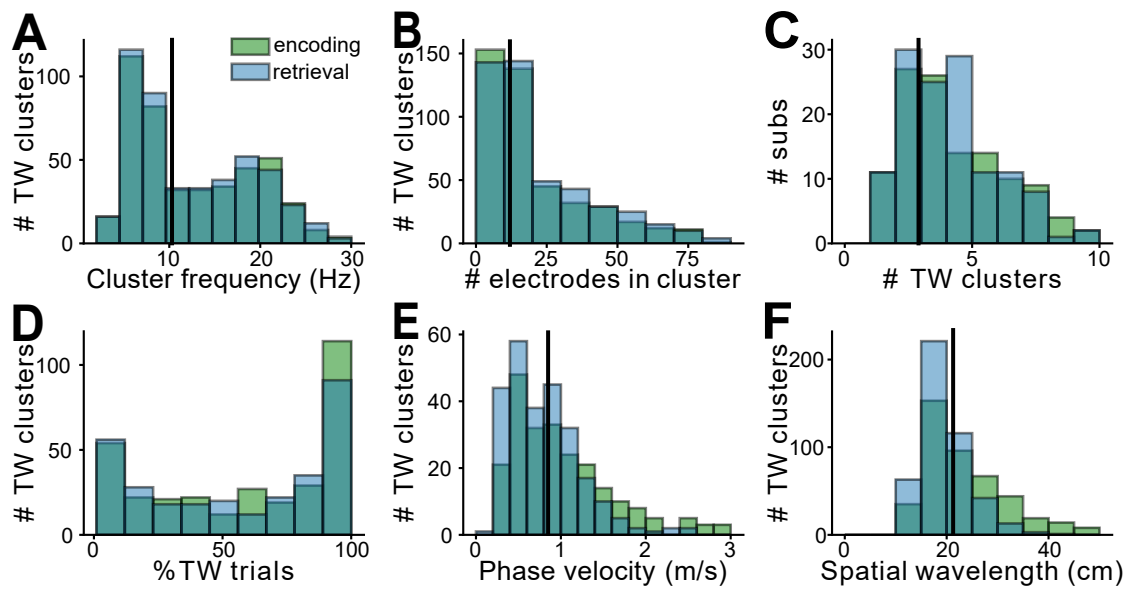 A
# TW clusters
100
50
0
10
20
30
Cluster frequency (Hz)
encoding
retrieval
B
# TW clusters
150
100
50
0
0
25
50
75
# electrodes in cluster
C
# subs
30
20
10
0
0
5
10
# TW clusters
D
# TW clusters
100
50
0
0
50
100
%TW trials
E
# TW clusters
60
40
20
0
0
1
2
3
Phase velocity (m/s)
F
# TW clusters
200
100
0
0
20
40
Spatial wavelength (cm)